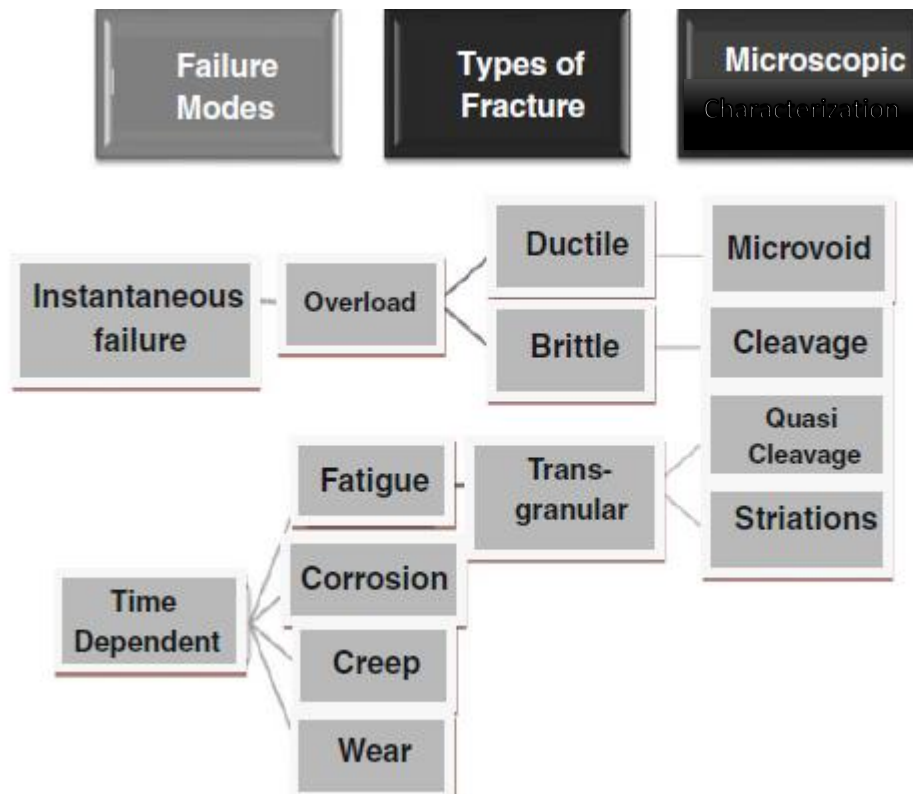 Failure
Modes
Types of
Fracture
Microscopic
Characterization
Instantaneous
failure
Overload
Ductile
Brittle
Microvoid
Cleavage
Quasi
Cleavage
Striations
Fatigue
Trans-
granular
Time
Dependent
Corrosion
Creep
Wear